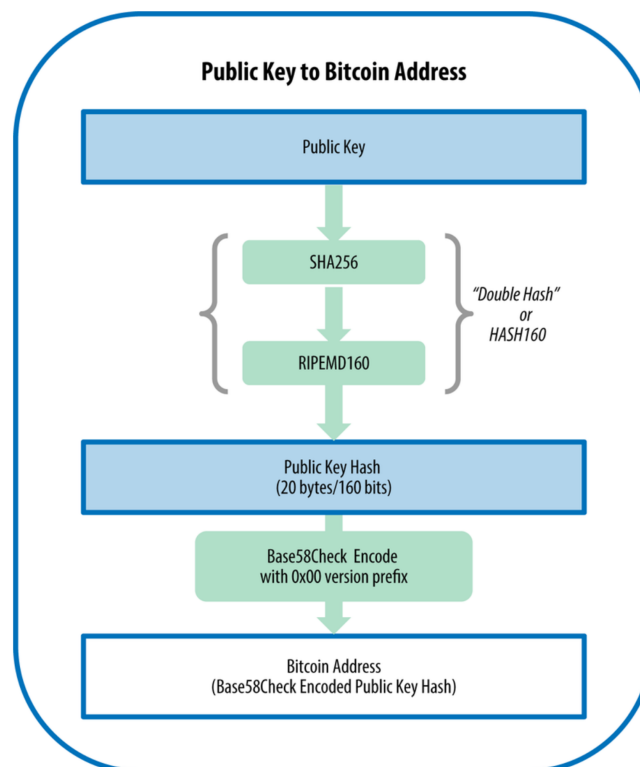 Public Key to Bitcoin Address
Public Key
SHA256
"Double Hash"
or
HASH160
RIPEMD160
Public Key Hash
(20 bytes/160 bits)
Base58Check Encode
with 0x00 version prefix
Bitcoin Address
(Base58Check Encoded Public Key Hash)